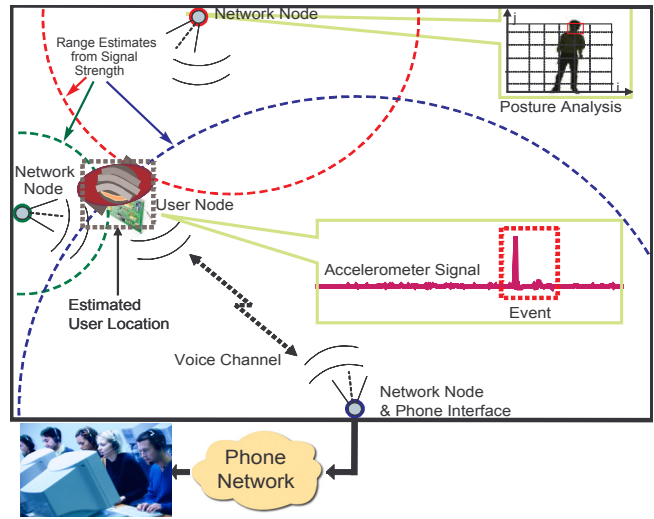 Network Node
Range Estimates
from Signal
Strength
j
i
Posture Analysis
Network
Node
User Node
Accelerometer Signal
Event
Estimated
User Location
Voice Channel
Network Node
& Phone Interface
Phone
Network